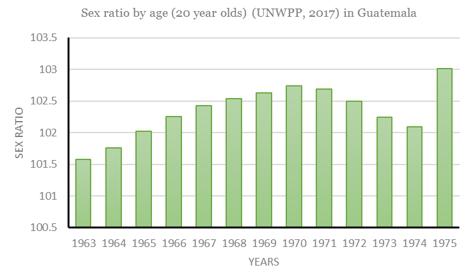 Sex ratio by age (20 year olds) (UNWPP, 2017) in Guatemala
103.5
103
102.5
102
101.5
101
100.5
SEX RATIO
1963 1964 1965 1966 1967 1968 1969 1970 1971 1972 1973 1974 1975
YEARS